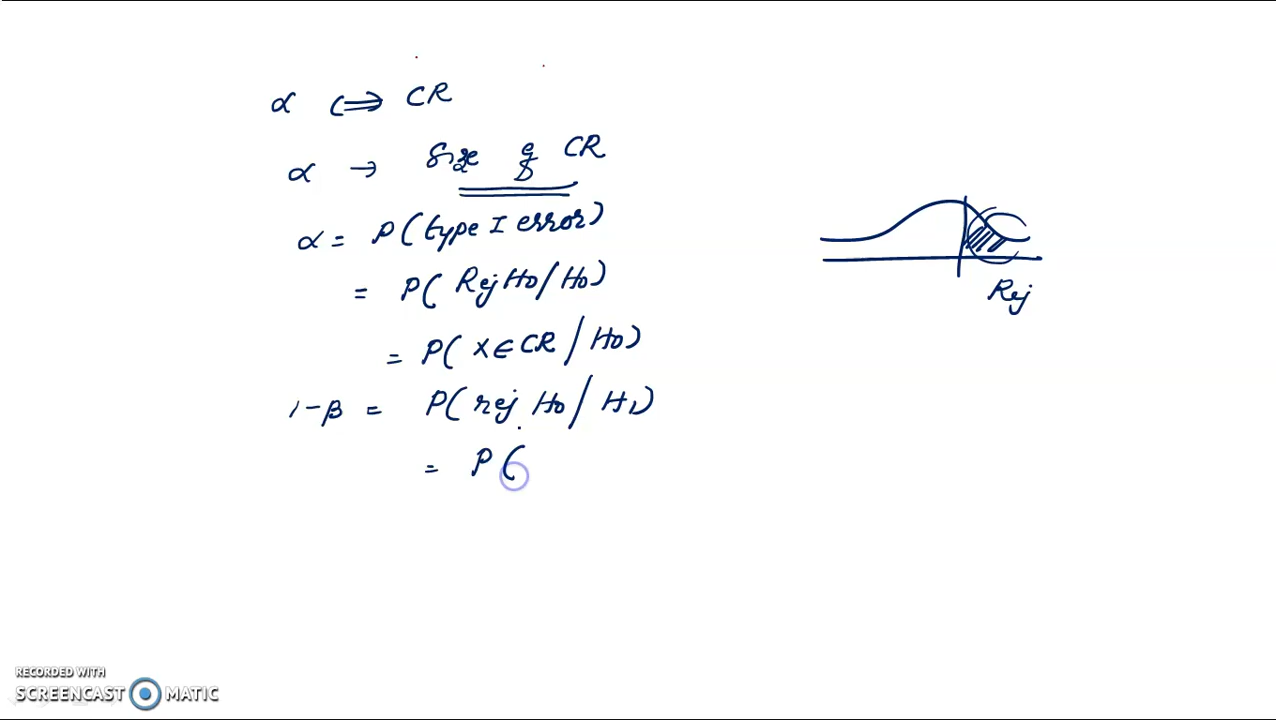 α ⟺ CR
α → Size of CR
α = P(type I error)
= P(Rej H0/H0)
= P(X∈CR/H0)
1-β = P(rej H0/H1)
= P(
Rej
RECORDED WITH
SCREENCAST MATIC